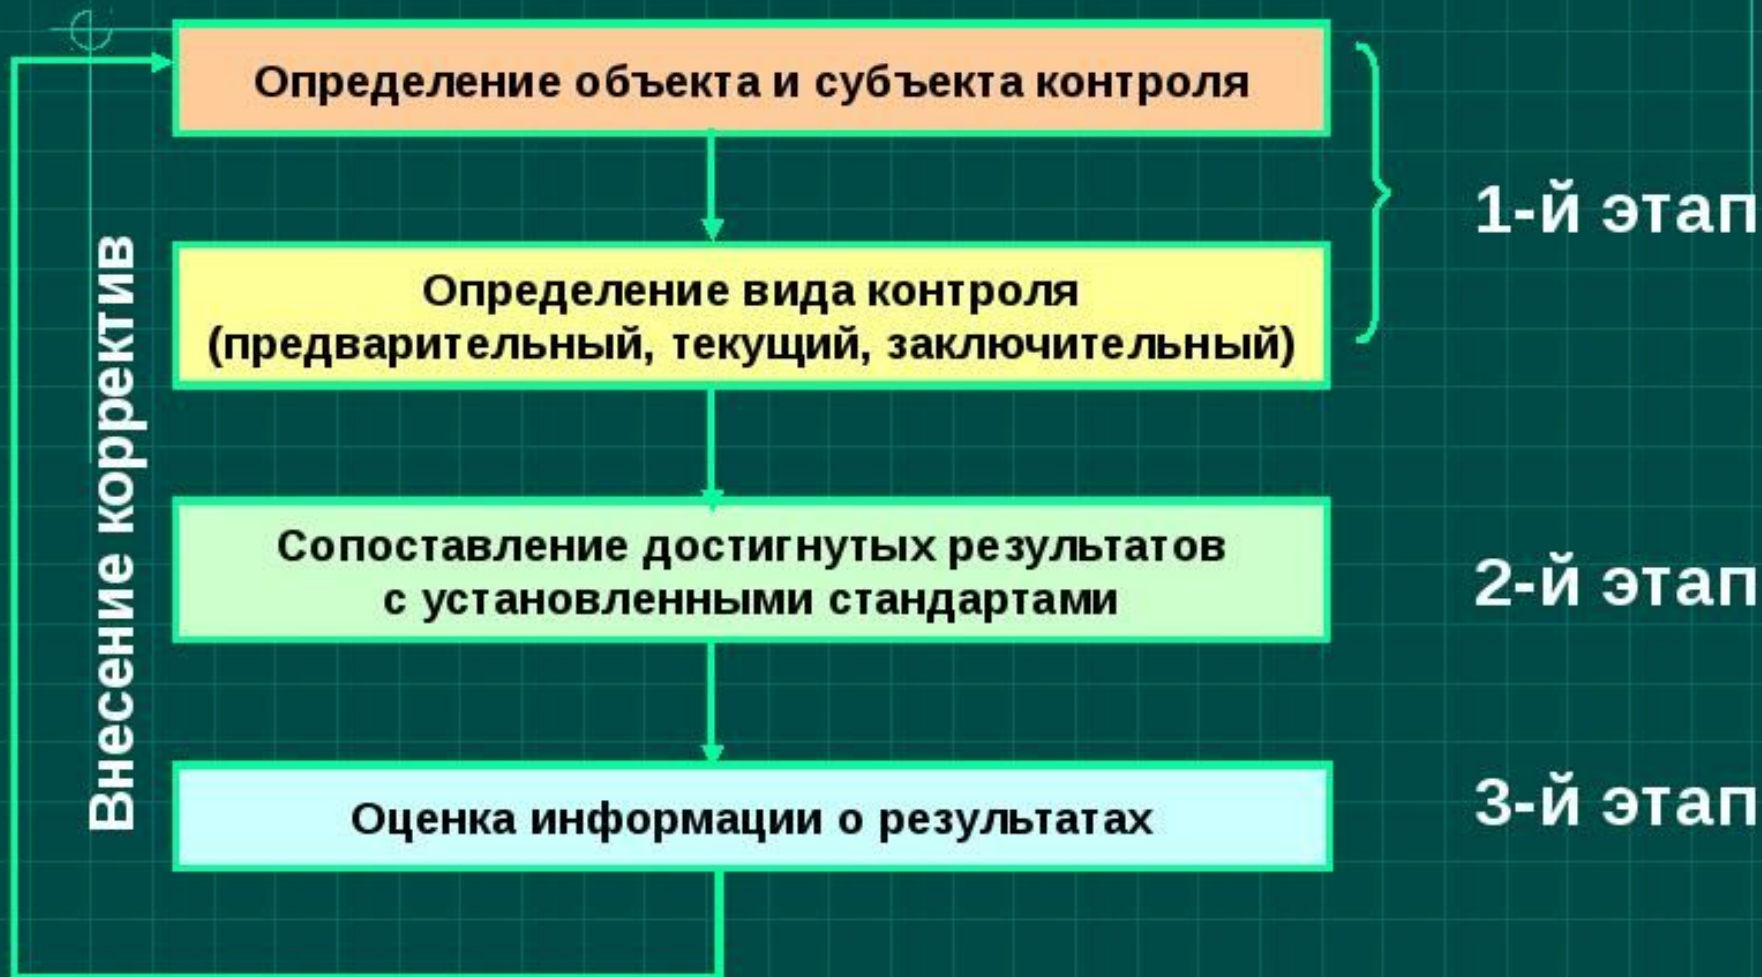 Определение объекта и субъекта контроля
1-й этап
Определение вида контроля
(предварительный, текущий, заключительный)
Внесение корректив
Сопоставление достигнутых результатов
с установленными стандартами
2-й этап
Оценка информации о результатах
3-й этап